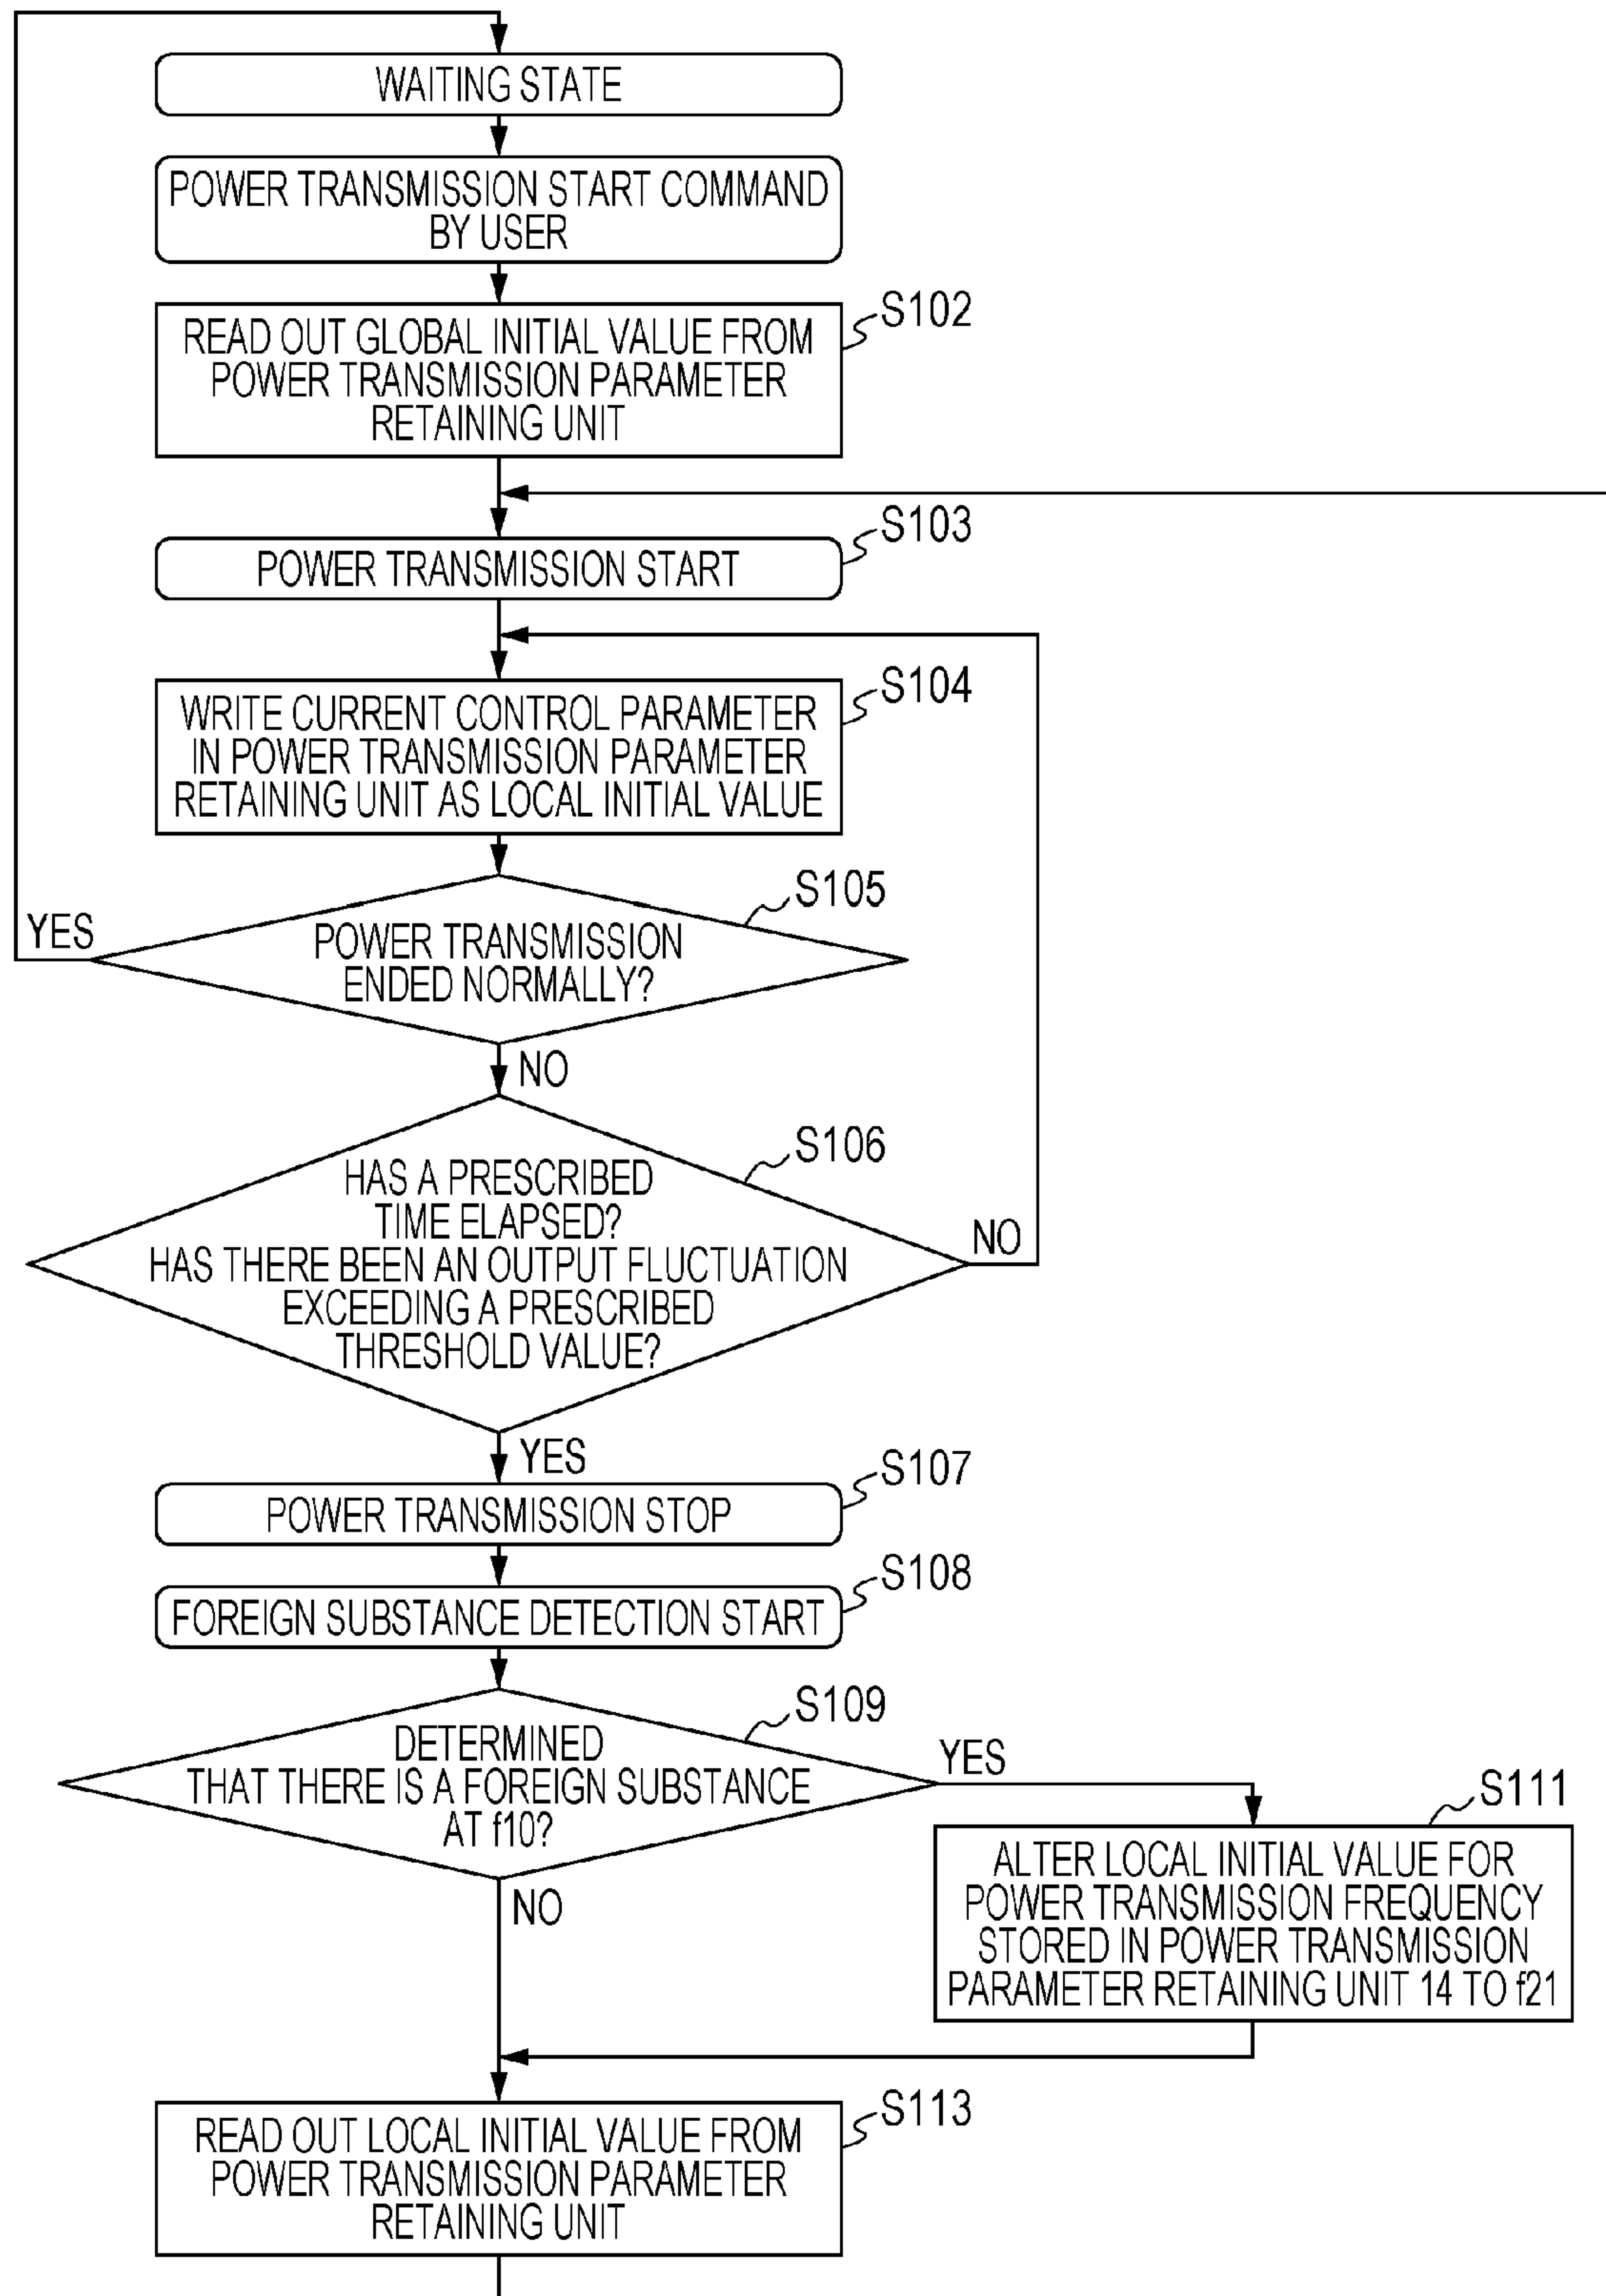 WAITING STATE
POWER TRANSMISSION START COMMAND
BY USER
S102
READ OUT GLOBAL INITIAL VALUE FROM
POWER TRANSMISSION PARAMETER
RETAINING UNIT
S103
POWER TRANSMISSION START
S104
WRITE CURRENT CONTROL PARAMETER
IN POWER TRANSMISSION PARAMETER
RETAINING UNIT AS LOCAL INITIAL VALUE
S105
YES
POWER TRANSMISSION
ENDED NORMALLY?
NO
S106
HAS A PRESCRIBED
TIME ELAPSED?
HAS THERE BEEN AN OUTPUT FLUCTUATION
EXCEEDING A PRESCRIBED
THRESHOLD VALUE?
NO
YES
S107
POWER TRANSMISSION STOP
S108
FOREIGN SUBSTANCE DETECTION START
S109
DETERMINED
THAT THERE IS A FOREIGN SUBSTANCE
AT f10?
YES
NO
S111
ALTER LOCAL INITIAL VALUE FOR
POWER TRANSMISSION FREQUENCY
STORED IN POWER TRANSMISSION
PARAMETER RETAINING UNIT 14 TO f21
S113
READ OUT LOCAL INITIAL VALUE FROM
POWER TRANSMISSION PARAMETER
RETAINING UNIT